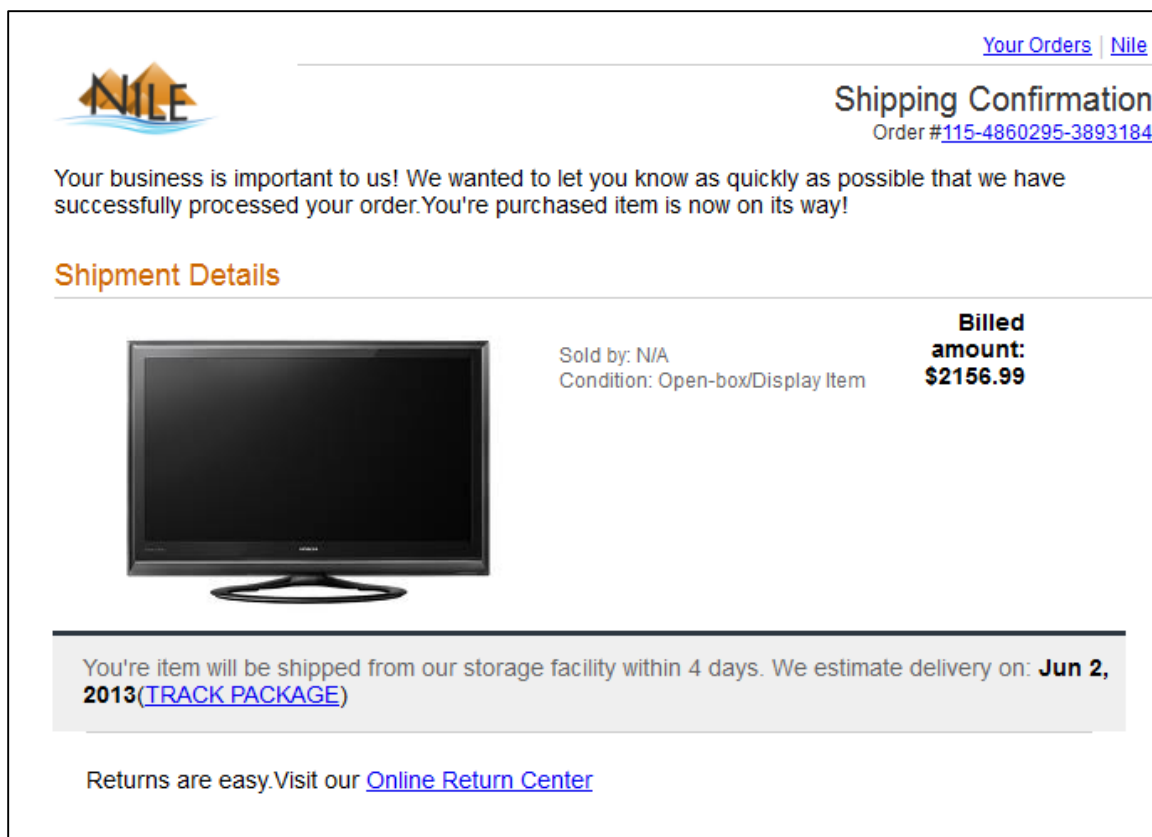 Your Orders | Nile
NILE
Shipping Confirmation
Order #115-4860295-3893184
Your business is important to us! We wanted to let you know as quickly as possible that we have
successfully processed your order.You're purchased item is now on its way!
Shipment Details
Billed
amount:
$2156.99
Sold by: N/A
Condition: Open-box/Display Item
HITACHI
You're item will be shipped from our storage facility within 4 days. We estimate delivery on: Jun 2,
2013(TRACK PACKAGE)
Returns are easy.Visit our Online Return Center